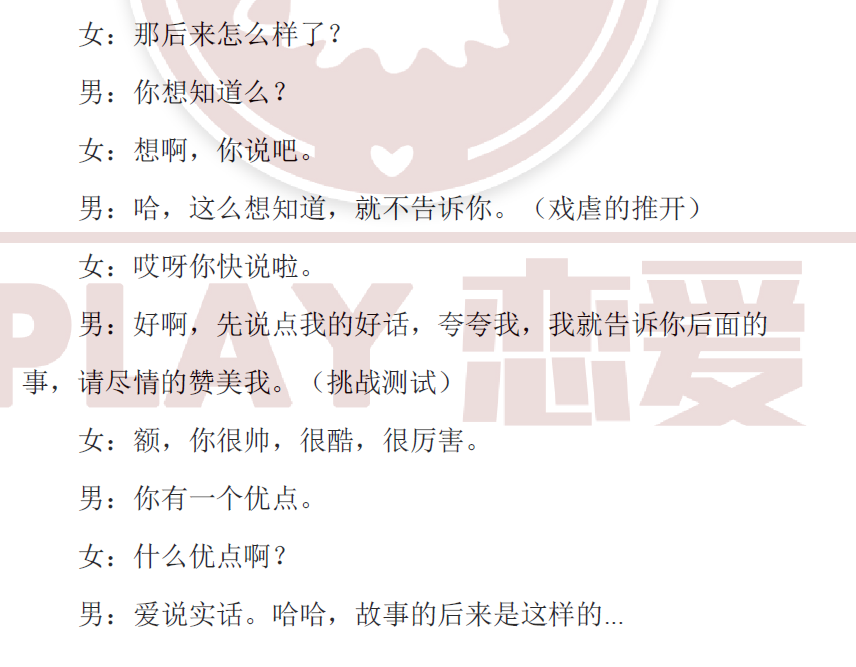 女：那后来怎么样了？
男：你想知道么？
女：想啊，你说吧。
男：哈，这么想知道，就不告诉你。（戏虐的推开）
女：哎呀你快说啦。
PLAY 恋爱
男：好啊，先说点我的好话，夸夸我，我就告诉你后面的
事，请尽情的赞美我。（挑战测试）
女：额，你很帅，很酷，很厉害。
男：你有一个优点。
女：什么优点啊？
男：爱说实话。哈哈，故事的后来是这样的...